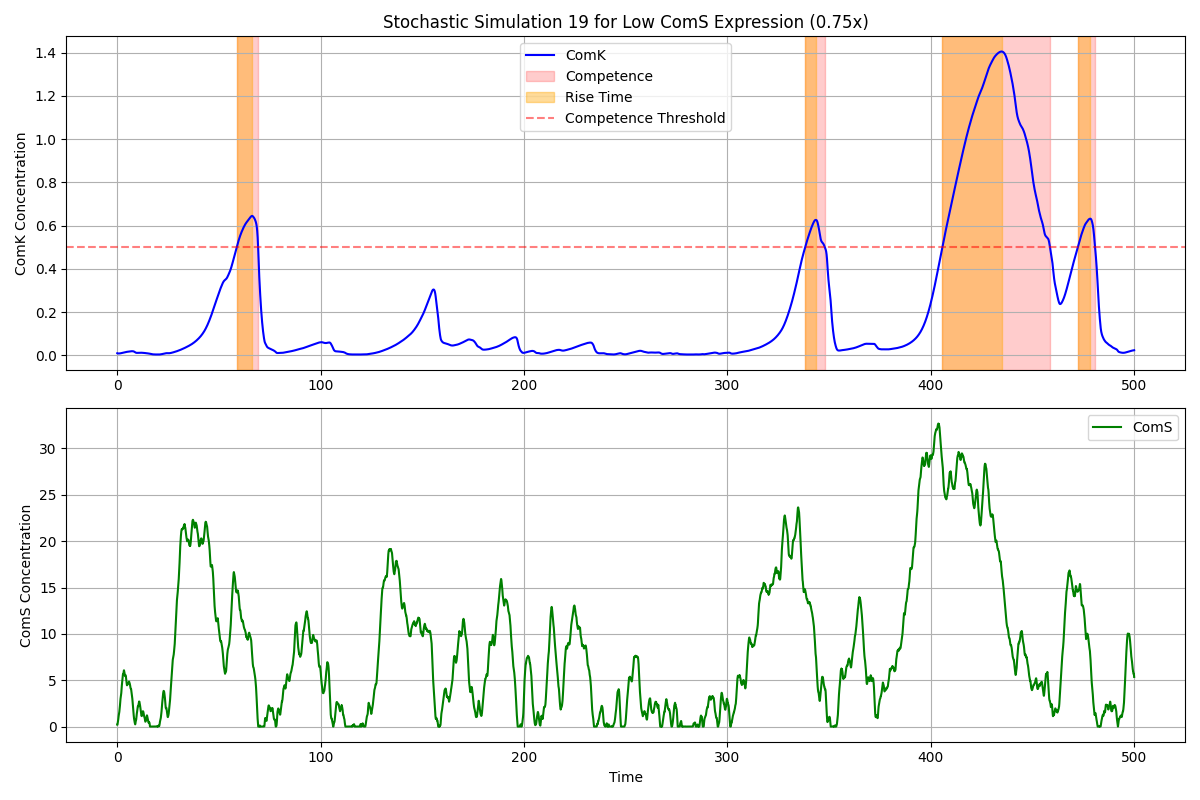 Stochastic Simulation 19 for Low ComS Expression (0.75x)
ComK Concentration
1.4
1.2
1.0
0.8
0.6
0.4
0.2
0.0
ComK
Competence
Rise Time
Competence Threshold
0 100 200 300 400 500
ComS Concentration
30
25
20
15
10
5
0
ComS
0 100 200 300 400 500
Time